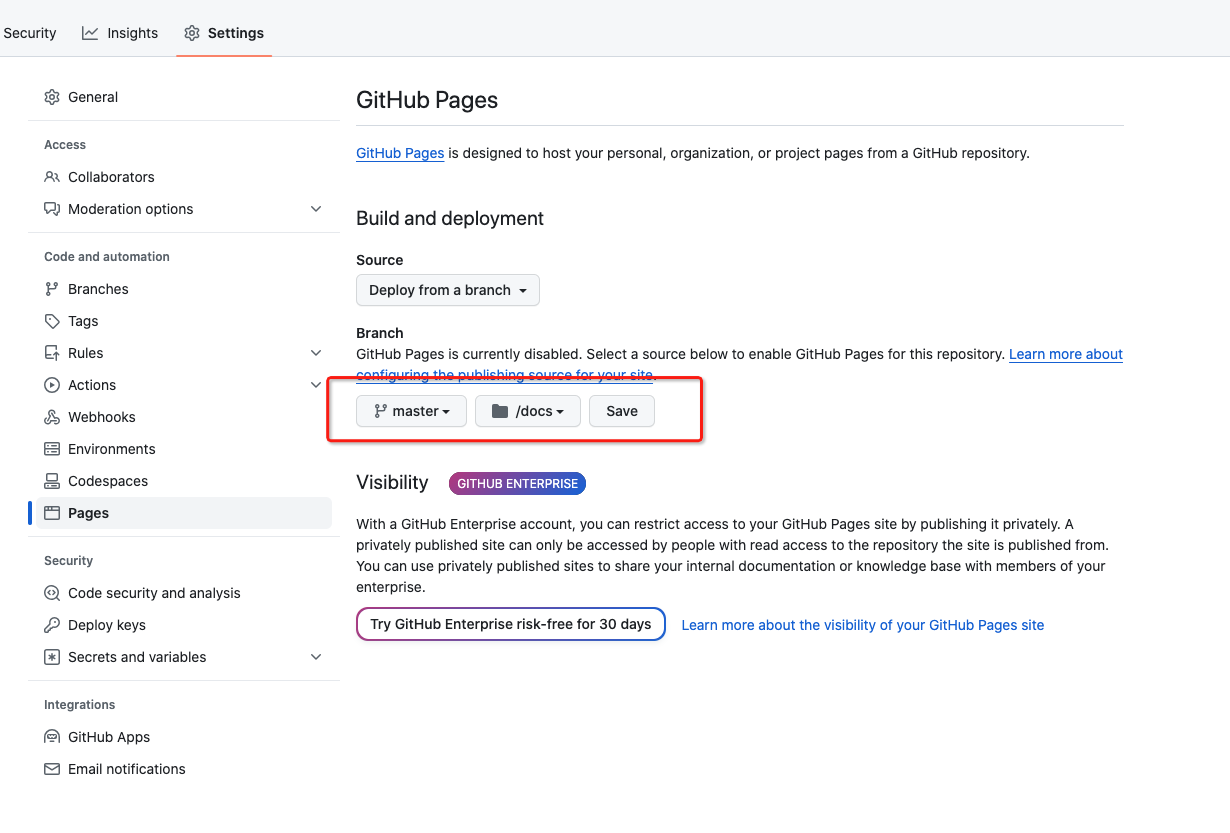 Security
Insights
Settings
General
Access
Collaborators
Moderation options
Code and automation
Branches
Tags
Rules
Actions
Webhooks
Environments
Codespaces
Pages
Security
Code security and analysis
Deploy keys
Secrets and variables
Integrations
GitHub Apps
Email notifications
GitHub Pages
GitHub Pages is designed to host your personal, organization, or project pages from a GitHub repository.
Build and deployment
Source
Deploy from a branch
Branch
GitHub Pages is currently disabled. Select a source below to enable GitHub Pages for this repository. Learn more about
configuring the publishing source for your site.
master
/docs
Save
Visibility
GITHUB ENTERPRISE
With a GitHub Enterprise account, you can restrict access to your GitHub Pages site by publishing it privately. A
privately published site can only be accessed by people with read access to the repository the site is published from.
You can use privately published sites to share your internal documentation or knowledge base with members of your
enterprise.
Try GitHub Enterprise risk-free for 30 days
Learn more about the visibility of your GitHub Pages site